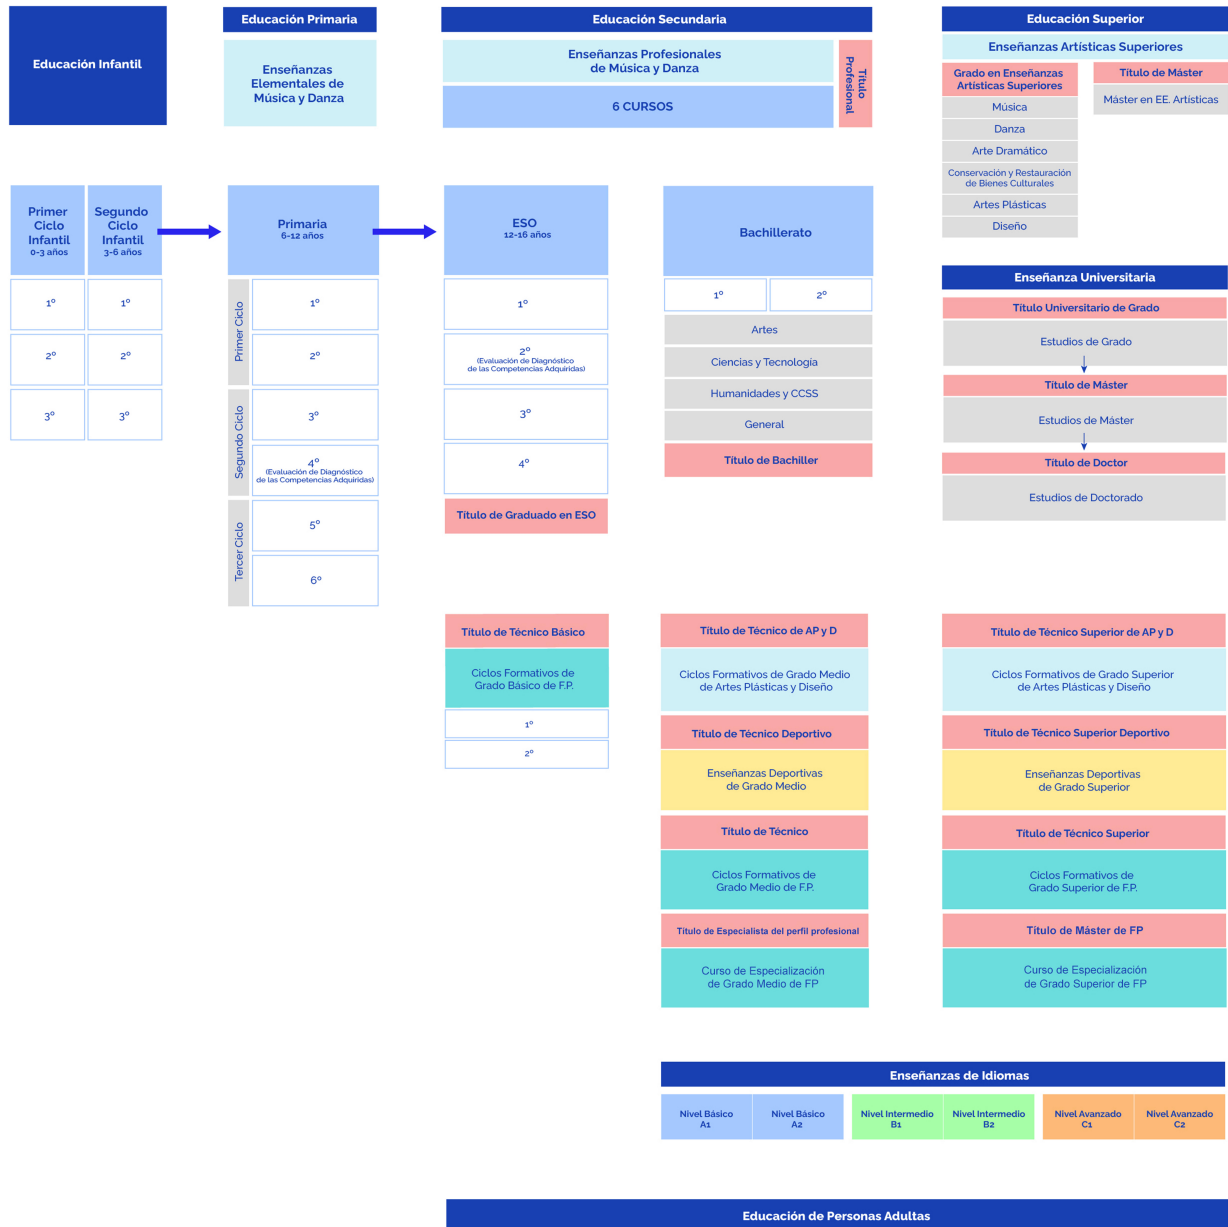 Educación Infantil
Educación Primaria
Enseñanzas
Elementales de
Música y Danza
Educación Secundaria
Enseñanzas Profesionales
de Música y Danza
6 CURSOS
Título
Profesional
Educación Superior
Enseñanzas Artísticas Superiores
Grado en Enseñanzas
Artísticas Superiores
Música
Danza
Arte Dramático
Conservación y Restauración
de Bienes Culturales
Artes Plásticas
Diseño
Título de Máster
Máster en EE. Artísticas
Primer
Ciclo
Infantil
0-3 años
1º
2º
3º
Segundo
Ciclo
Infantil
3-6 años
1º
2º
3º
Primaria
6-12 años
Primer Ciclo
1º
2º
Segundo Ciclo
3º
4º
(Evaluación de Diagnóstico
de las Competencias Adquiridas)
Tercer Ciclo
5º
6º
ESO
12-16 años
1º
2º
(Evaluación de Diagnóstico
de las Competencias Adquiridas)
3º
4º
Título de Graduado en ESO
Bachillerato
1º
2º
Artes
Ciencias y Tecnología
Humanidades y CCSS
General
Título de Bachiller
Enseñanza Universitaria
Título Universitario de Grado
Estudios de Grado
Título de Máster
Estudios de Máster
Título de Doctor
Estudios de Doctorado
Título de Técnico Básico
Ciclos Formativos de
Grado Básico de F.P.
1º
2º
Título de Técnico de AP y D
Ciclos Formativos de Grado Medio
de Artes Plásticas y Diseño
Título de Técnico Deportivo
Enseñanzas Deportivas
de Grado Medio
Título de Técnico
Ciclos Formativos de
Grado Medio de F.P.
Título de Especialista del perfil profesional
Curso de Especialización
de Grado Medio de FP
Título de Técnico Superior de AP y D
Ciclos Formativos de Grado Superior
de Artes Plásticas y Diseño
Título de Técnico Superior Deportivo
Enseñanzas Deportivas
de Grado Superior
Título de Técnico Superior
Ciclos Formativos de
Grado Superior de F.P.
Título de Máster de FP
Curso de Especialización
de Grado Superior de FP
Enseñanzas de Idiomas
Nivel Básico
A1
Nivel Básico
A2
Nivel Intermedio
B1
Nivel Intermedio
B2
Nivel Avanzado
C1
Nivel Avanzado
C2
Educación de Personas Adultas